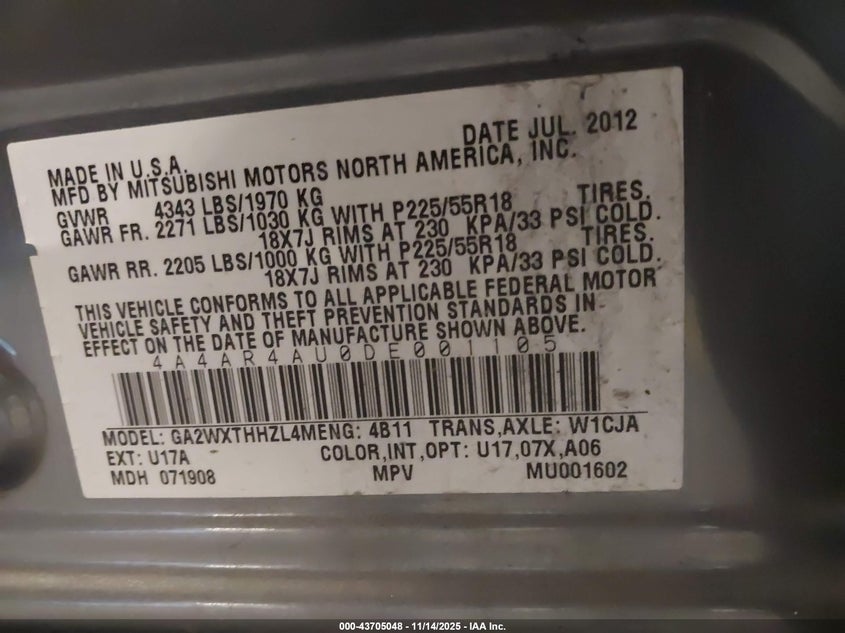 DATE JUL. 2012
MADE IN U.S.A.
MFD BY MITSUBISHI MOTORS NORTH AMERICA, INC.
GVWR 4343 LBS/1970 KG
GAWR FR. 2271 LBS/1030 KG WITH P225/55R18 TIRES.
18X7J RIMS AT 230 KPA/33 PSI COLD.
GAWR RR. 2205 LBS/1000 KG WITH P225/55R18 TIRES.
18X7J RIMS AT 230 KPA/33 PSI COLD.
THIS VEHICLE CONFORMS TO ALL APPLICABLE FEDERAL MOTOR
VEHICLE SAFETY AND THEFT PREVENTION STANDARDS IN
EFFECT ON THE DATE OF MANUFACTURE SHOWN ABOVE.
4A4AR4AU0DE001105
MODEL: GA2WXTHHZL4MENG: 4B11 TRANS,AXLE: W1CJA
EXT: U17A COLOR,INT,OPT: U17,07X,A06
MDH 071908 MPV MU001602
000-43705048 - 11/14/2025 - IAA Inc.